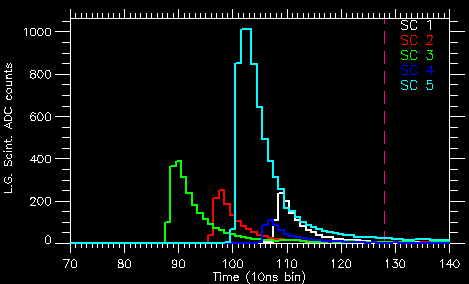 SC 1
SC 2
SC 3
SC 4
SC 5
L.G. Scint. ADC counts
1000
800
600
400
200
0
70 80 90 100 110 120 130 140
Time (10ns bin)